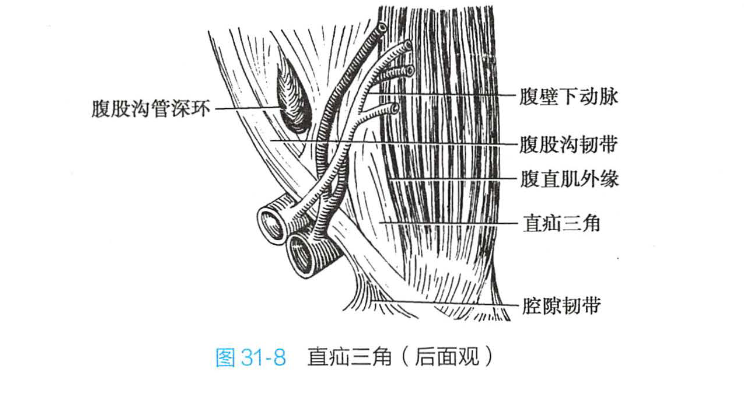 腹股沟管深环
腹壁下动脉
腹股沟韧带
腹直肌外缘
直疝三角
腔隙韧带
图 31-8 直疝三角（后面观）